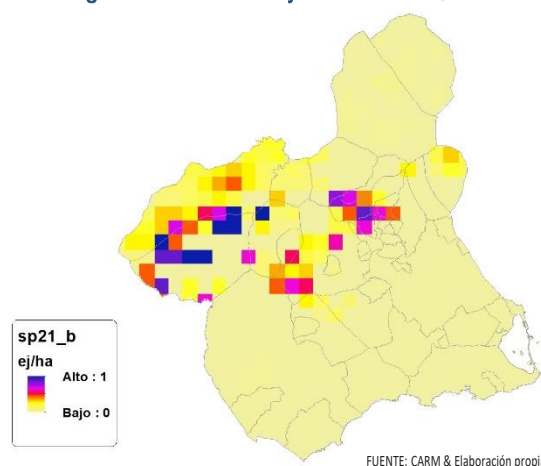 sp21_b
ej/ha
Alto : 1
Bajo : 0
FUENTE: CARM & Elaboración propi